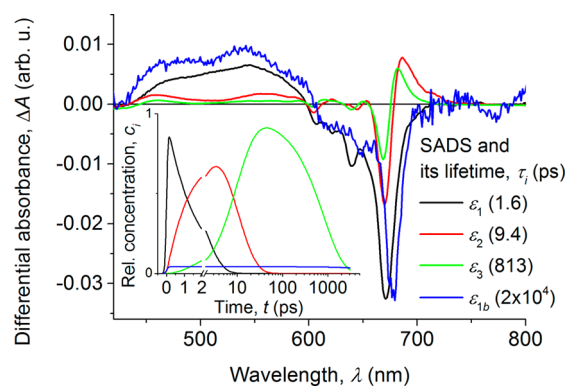 Differential absorbance, ΔA (arb. u.)
0.01
0.00
-0.01
-0.02
-0.03
500
600
700
800
Wavelength, λ (nm)
SADS and
its lifetime, τi (ps)
ε1 (1.6)
ε2 (9.4)
ε3 (813)
ε1b (2x10⁴)
Rel. concentration, ci
1
0
0 1 2 10 100 1000
Time, t (ps)